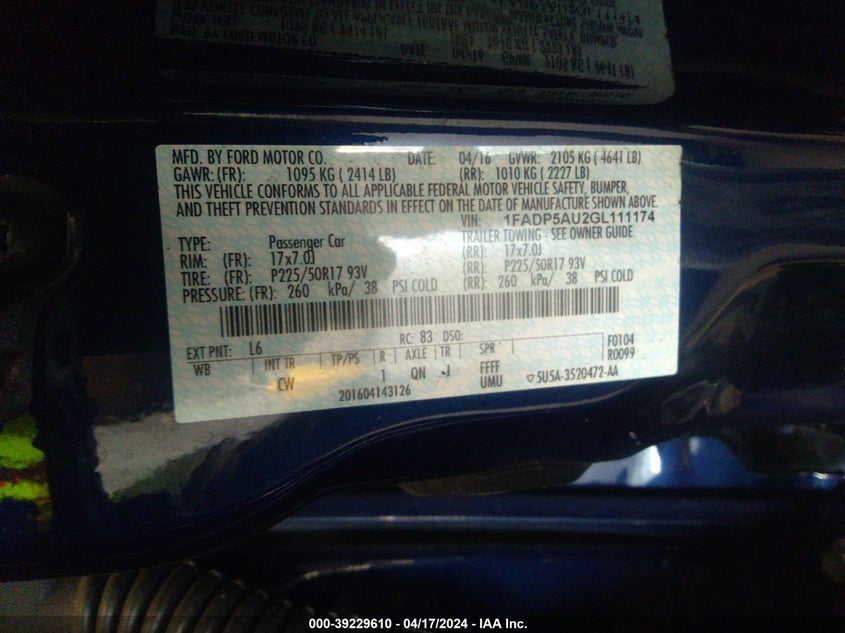 MFD. BY FORD MOTOR CO. DATE: 04/16 GVWR: 2105 KG ( 4641 LB)
GAWR: (FR): 1095 KG ( 2414 LB) (RR): 1010 KG ( 2227 LB)
THIS VEHICLE CONFORMS TO ALL APPLICABLE FEDERAL MOTOR VEHICLE SAFETY, BUMPER,
AND THEFT PREVENTION STANDARDS IN EFFECT ON THE DATE OF MANUFACTURE SHOWN ABOVE.
VIN: 1FADP5AU2GL111174
TYPE: Passenger Car TRAILER TOWING - SEE OWNER GUIDE
RIM: (FR): 17x7.0J (RR): 17x7.0J
TIRE: (FR): P225/50R17 93V (RR): P225/50R17 93V
PRESSURE: (FR): 260 kPa/ 38 PSI COLD (RR): 260 kPa/ 38 PSI COLD
EXT PNT: L6 RC: 83 DSO: F0104
WB INT TR TP/PS R AXLE TR SPR R0099
CW 1 QN J FFFF
UMU
201604143126 ▽ 5U5A-3520472-AA
000-39229610 - 04/17/2024 - IAA Inc.